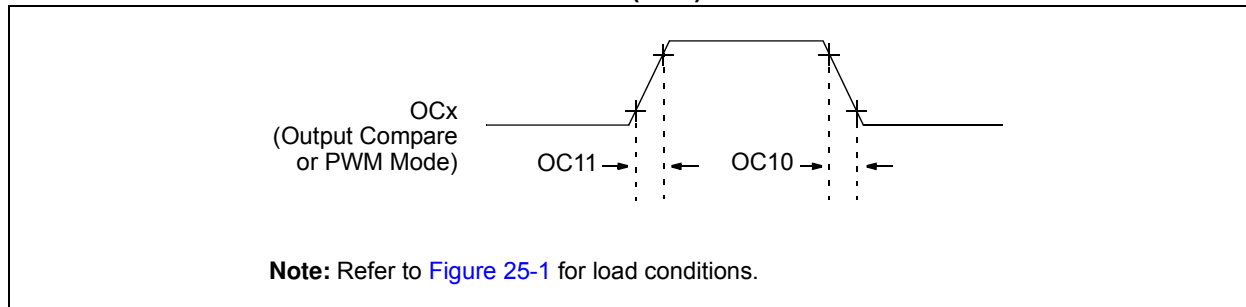 OCx
(Output Compare
or PWM Mode)
OC11
OC10
Note: Refer to Figure 25-1 for load conditions.